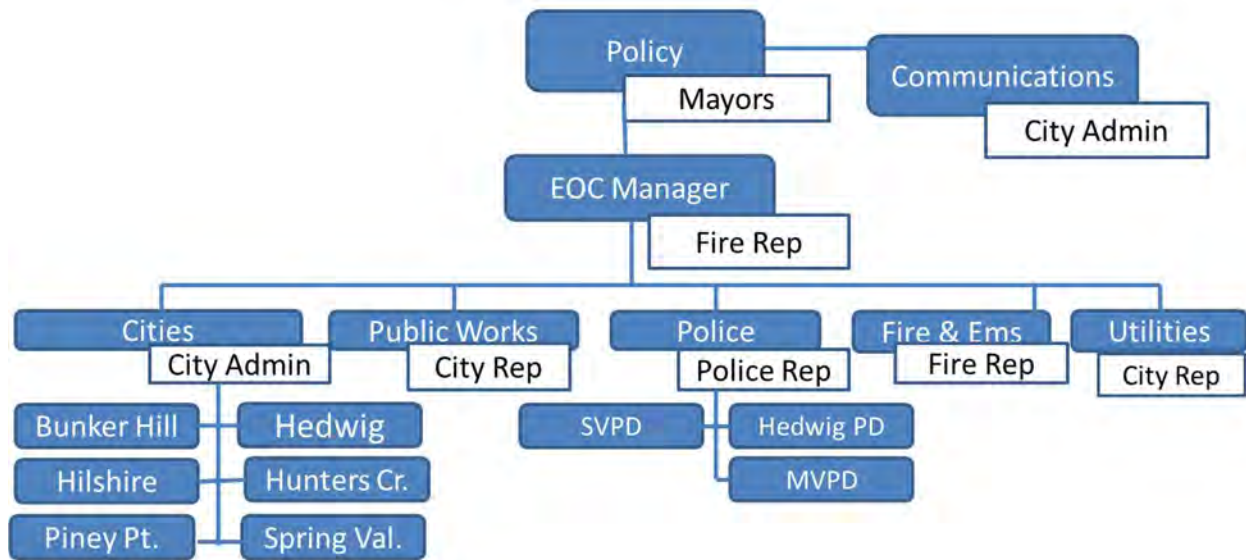 Policy
Mayors
Communications
City Admin
EOC Manager
Fire Rep
Cities
City Admin
Public Works
City Rep
Police
Police Rep
Fire & Ems
Fire Rep
Utilities
City Rep
Bunker Hill
Hedwig
Hilshire
Hunters Cr.
Piney Pt.
Spring Val.
SVPD
Hedwig PD
MVPD